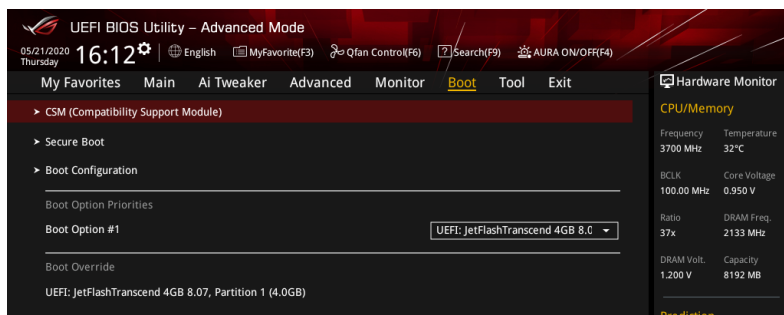 UEFI BIOS Utility – Advanced Mode
05/21/2020 Thursday 16:12 English MyFavorite(F3) Qfan Control(F6) ? Search(F9) AURA ON/OFF(F4)
My Favorites Main Ai Tweaker Advanced Monitor Boot Tool Exit
CSM (Compatibility Support Module)
Secure Boot
Boot Configuration
Boot Option Priorities
Boot Option #1 UEFI: JetFlashTranscend 4GB 8.0
Boot Override
UEFI: JetFlashTranscend 4GB 8.07, Partition 1 (4.0GB)
Hardware Monitor
CPU/Memory
Frequency Temperature
3700 MHz 32°C
BCLK Core Voltage
100.00 MHz 0.950 V
Ratio DRAM Freq.
37x 2133 MHz
DRAM Volt. Capacity
1.200 V 8192 MB
Prediction